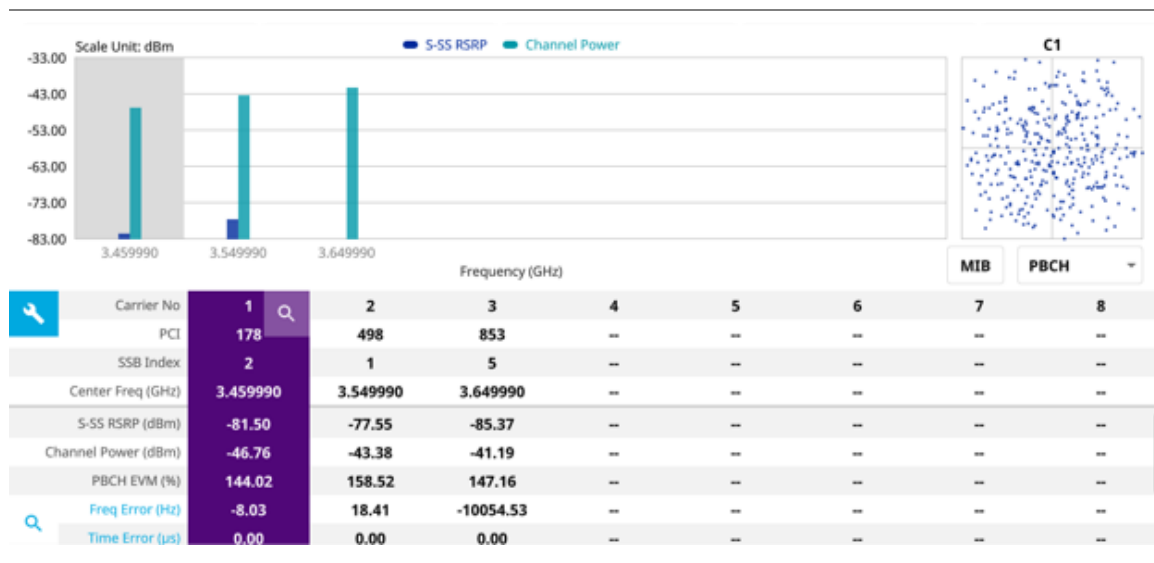 Scale Unit: dBm
S-SS RSRP
Channel Power
C1
-33.00
-43.00
-53.00
-63.00
-73.00
-83.00
3.459990 3.549990 3.649990
Frequency (GHz)
MIB PBCH
Carrier No 1 2 3 4 5 6 7 8
PCI 178 498 853 -- -- -- -- --
SSB Index 2 1 5 -- -- -- -- --
Center Freq (GHz) 3.459990 3.549990 3.649990 -- -- -- -- --
S-SS RSRP (dBm) -81.50 -77.55 -85.37 -- -- -- -- --
Channel Power (dBm) -46.76 -43.38 -41.19 -- -- -- -- --
PBCH EVM (%) 144.02 158.52 147.16 -- -- -- -- --
Freq Error (Hz) -8.03 18.41 -10054.53 -- -- -- -- --
Time Error (µs) 0.00 0.00 0.00 -- -- -- -- --